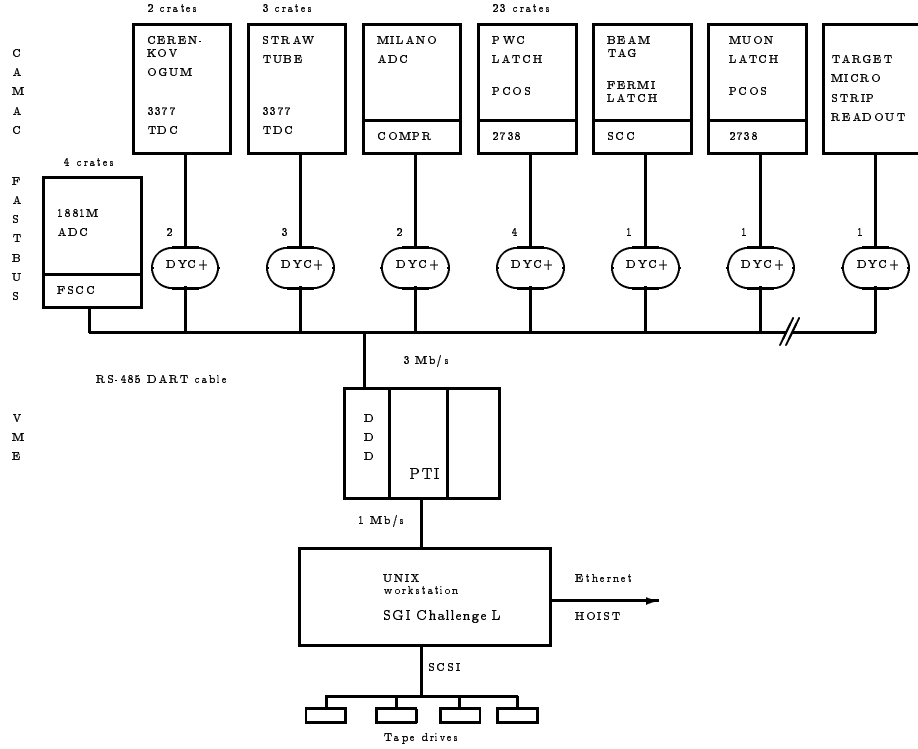 2 crates
3 crates
23 crates
C
A
M
A
C
CEREN-
KOV
OGUM
3377
TDC
STRAW
TUBE
3377
TDC
MILANO
ADC
COMPR
PWC
LATCH
PCOS
2738
BEAM
TAG
FERMI
LATCH
SCC
MUON
LATCH
PCOS
2738
TARGET
MICRO
STRIP
READOUT
4 crates
F
A
S
T
B
U
S
1881M
ADC
FSCC
2
DYC+
3
DYC+
2
DYC+
4
DYC+
1
DYC+
1
DYC+
1
DYC+
3 Mb/s
RS-485 DART cable
V
M
E
D
D
D
PTI
1 Mb/s
UNIX
workstation
SGI Challenge L
Ethernet
HOIST
SCSI
Tape drives